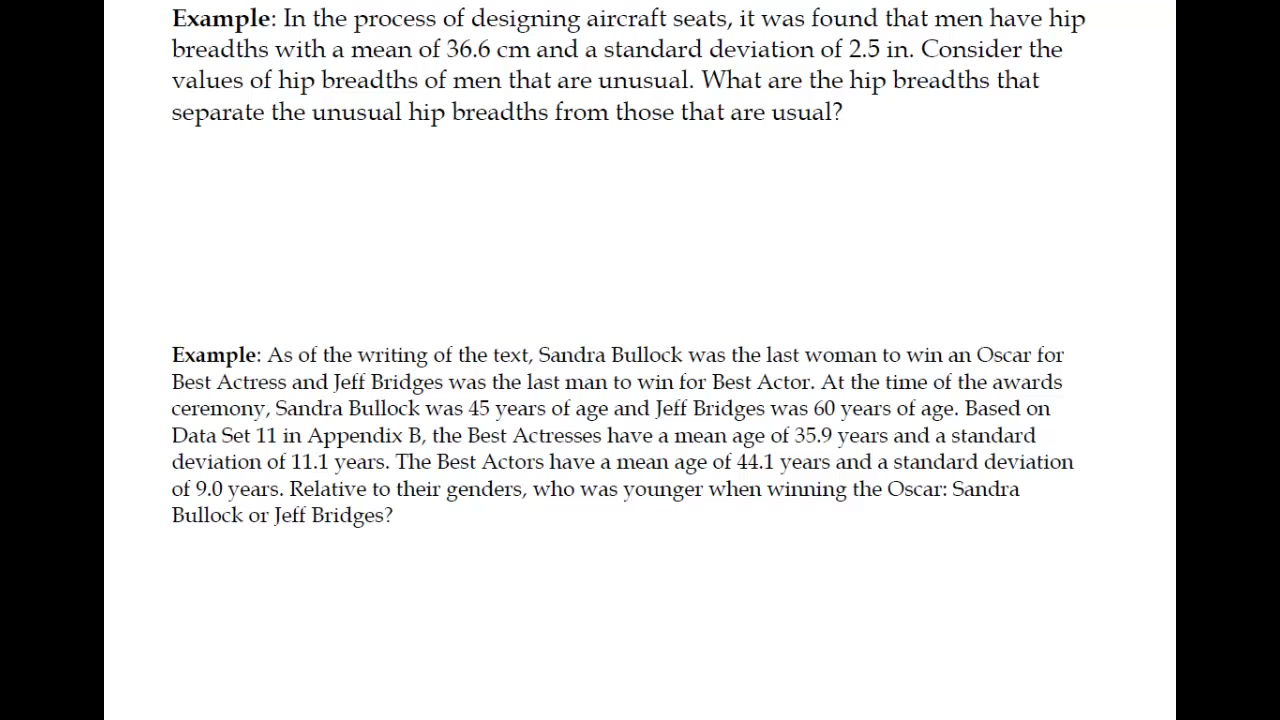 Example: In the process of designing aircraft seats, it was found that men have hip
breadths with a mean of 36.6 cm and a standard deviation of 2.5 in. Consider the
values of hip breadths of men that are unusual. What are the hip breadths that
separate the unusual hip breadths from those that are usual?
Example: As of the writing of the text, Sandra Bullock was the last woman to win an Oscar for
Best Actress and Jeff Bridges was the last man to win for Best Actor. At the time of the awards
ceremony, Sandra Bullock was 45 years of age and Jeff Bridges was 60 years of age. Based on
Data Set 11 in Appendix B, the Best Actresses have a mean age of 35.9 years and a standard
deviation of 11.1 years. The Best Actors have a mean age of 44.1 years and a standard deviation
of 9.0 years. Relative to their genders, who was younger when winning the Oscar: Sandra
Bullock or Jeff Bridges?